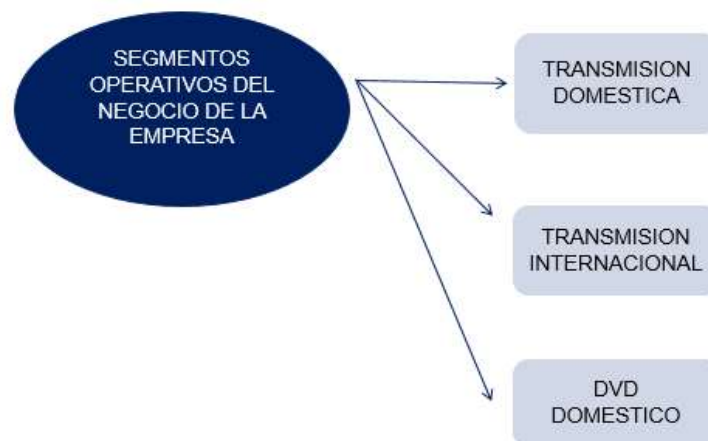 SEGMENTOS
OPERATIVOS DEL
NEGOCIO DE LA
EMPRESA
TRANSMISION
DOMESTICA
TRANSMISION
INTERNACIONAL
DVD
DOMESTICO